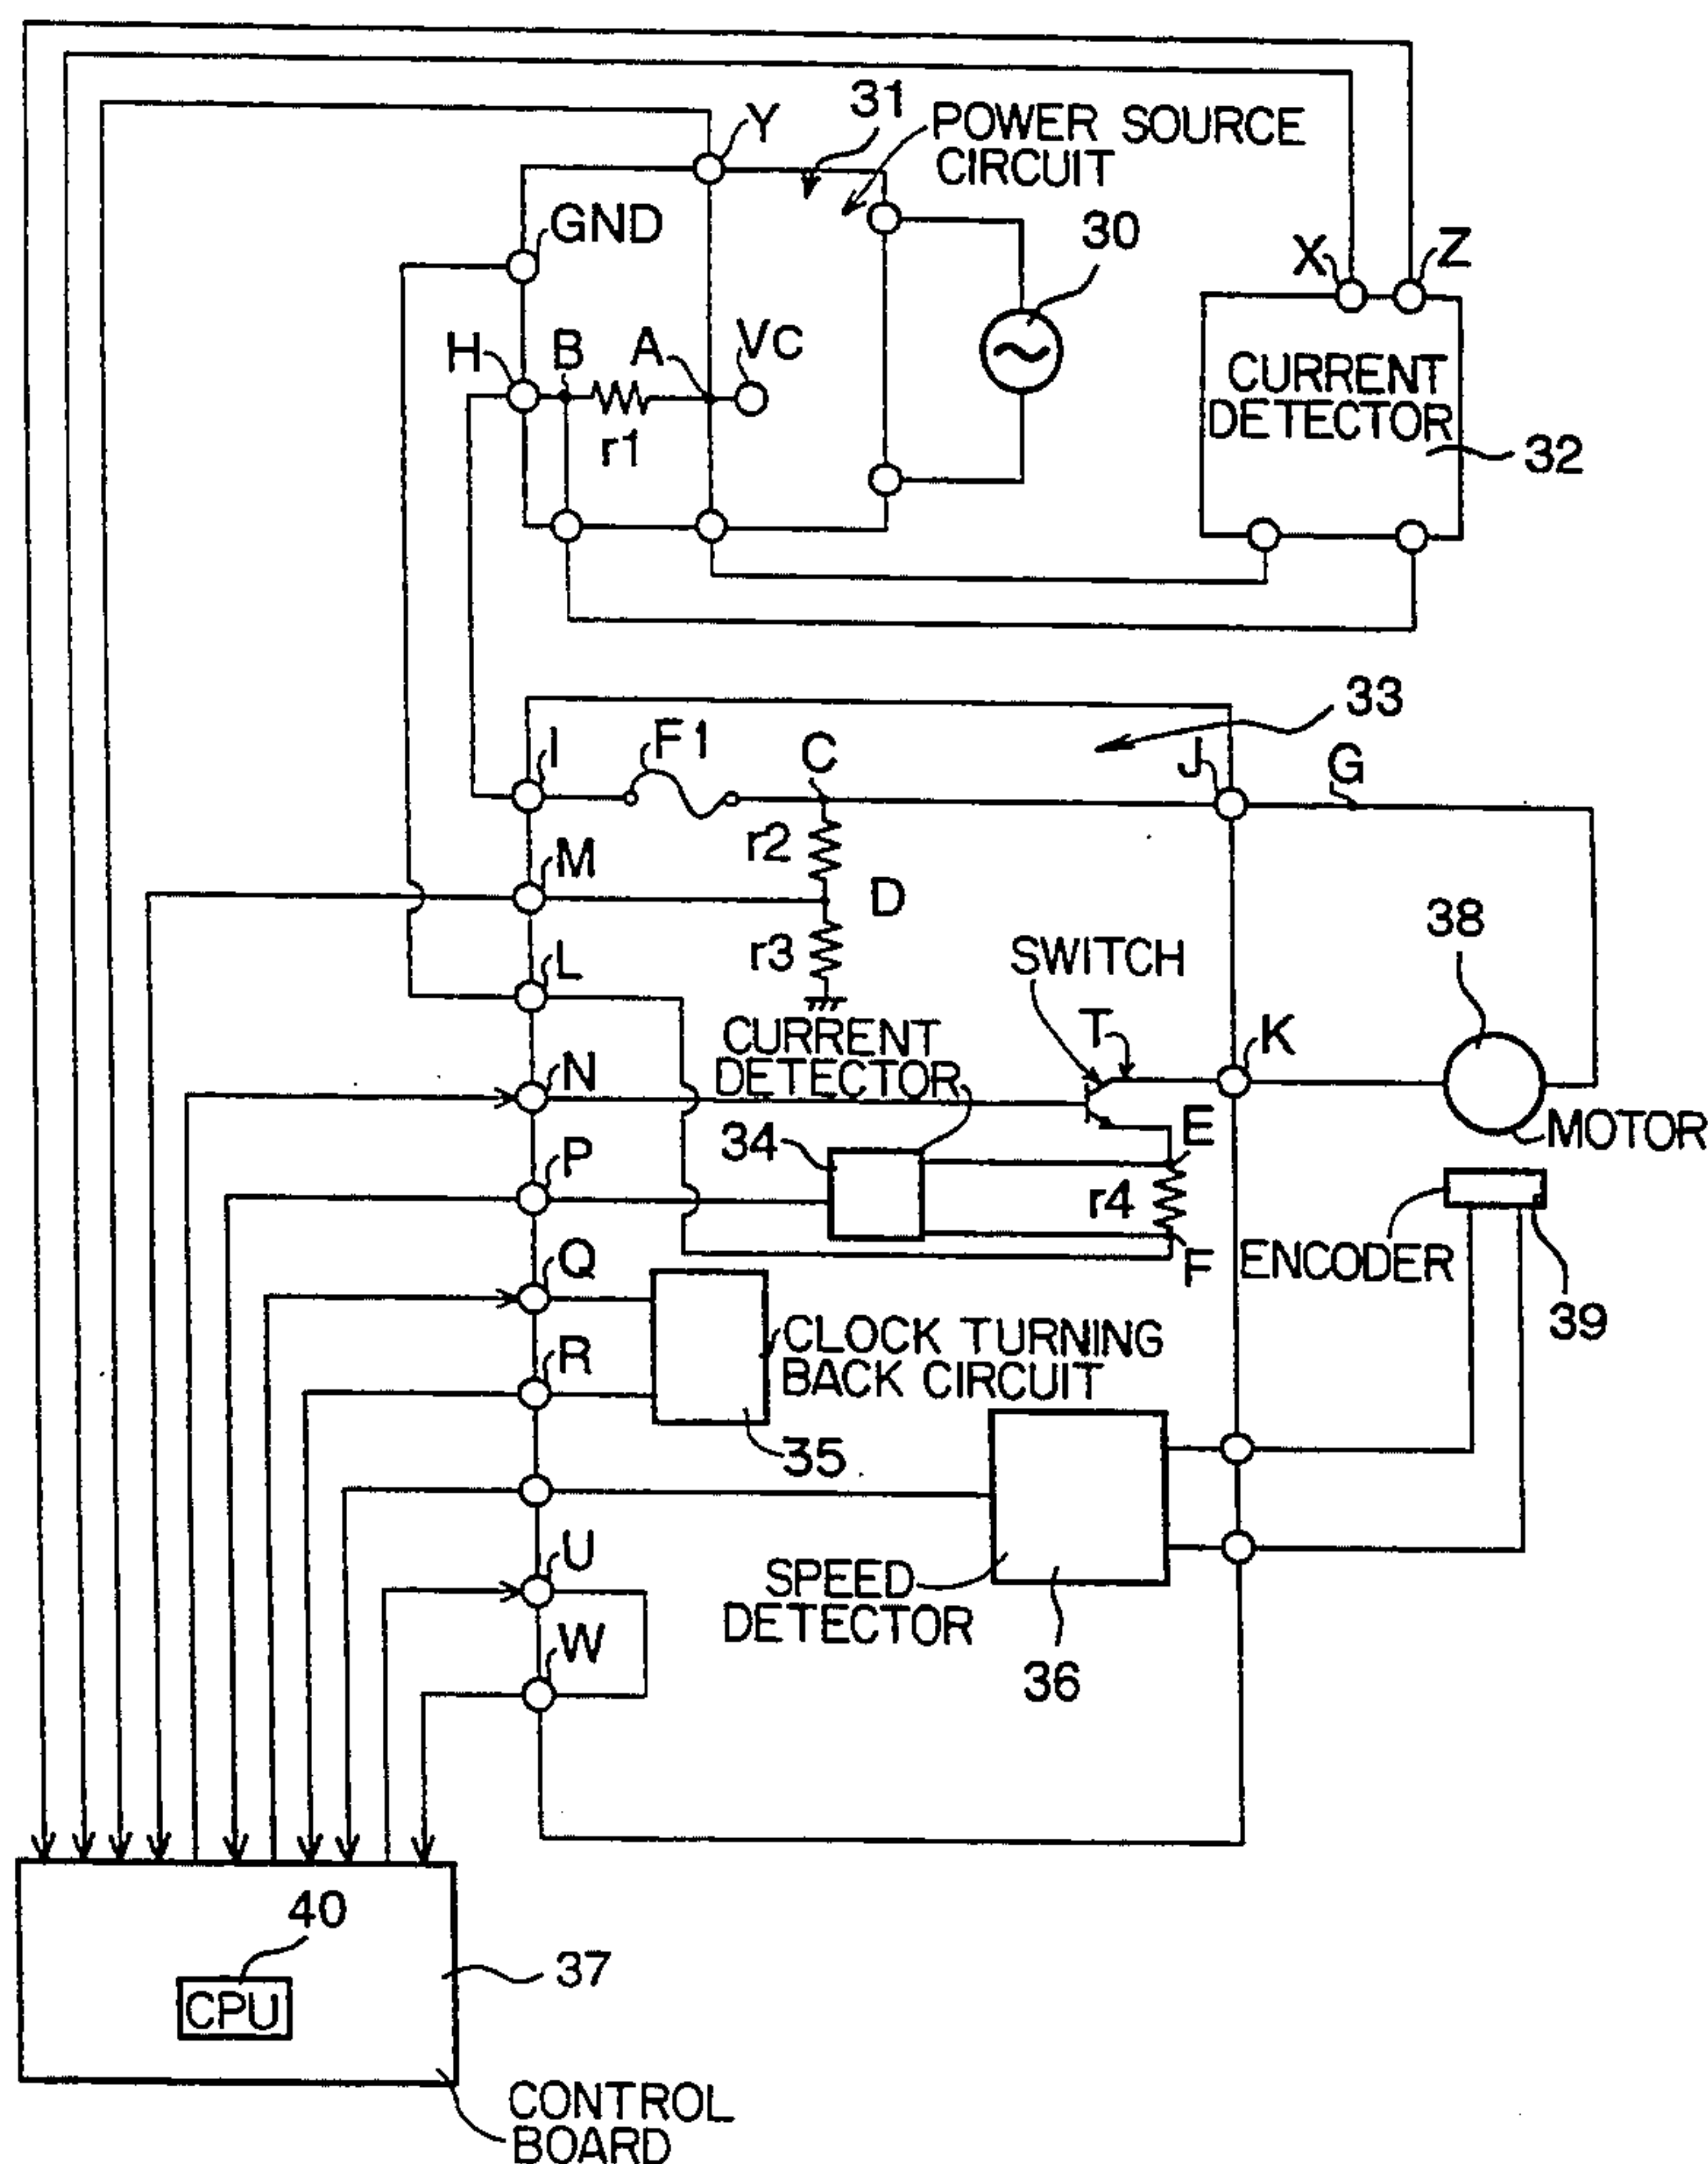 31
POWER SOURCE
CIRCUIT
Y
GND
30
X
Z
H
B
A
Vc
r1
CURRENT
DETECTOR
32
33
I
F1
C
J
G
r2
M
D
38
r3
SWITCH
L
T
K
CURRENT
DETECTOR
N
MOTOR
34
E
P
r4
Q
F
ENCODER
39
CLOCK TURNING
BACK CIRCUIT
R
35
U
SPEED
DETECTOR
W
36
40
37
CPU
CONTROL
BOARD